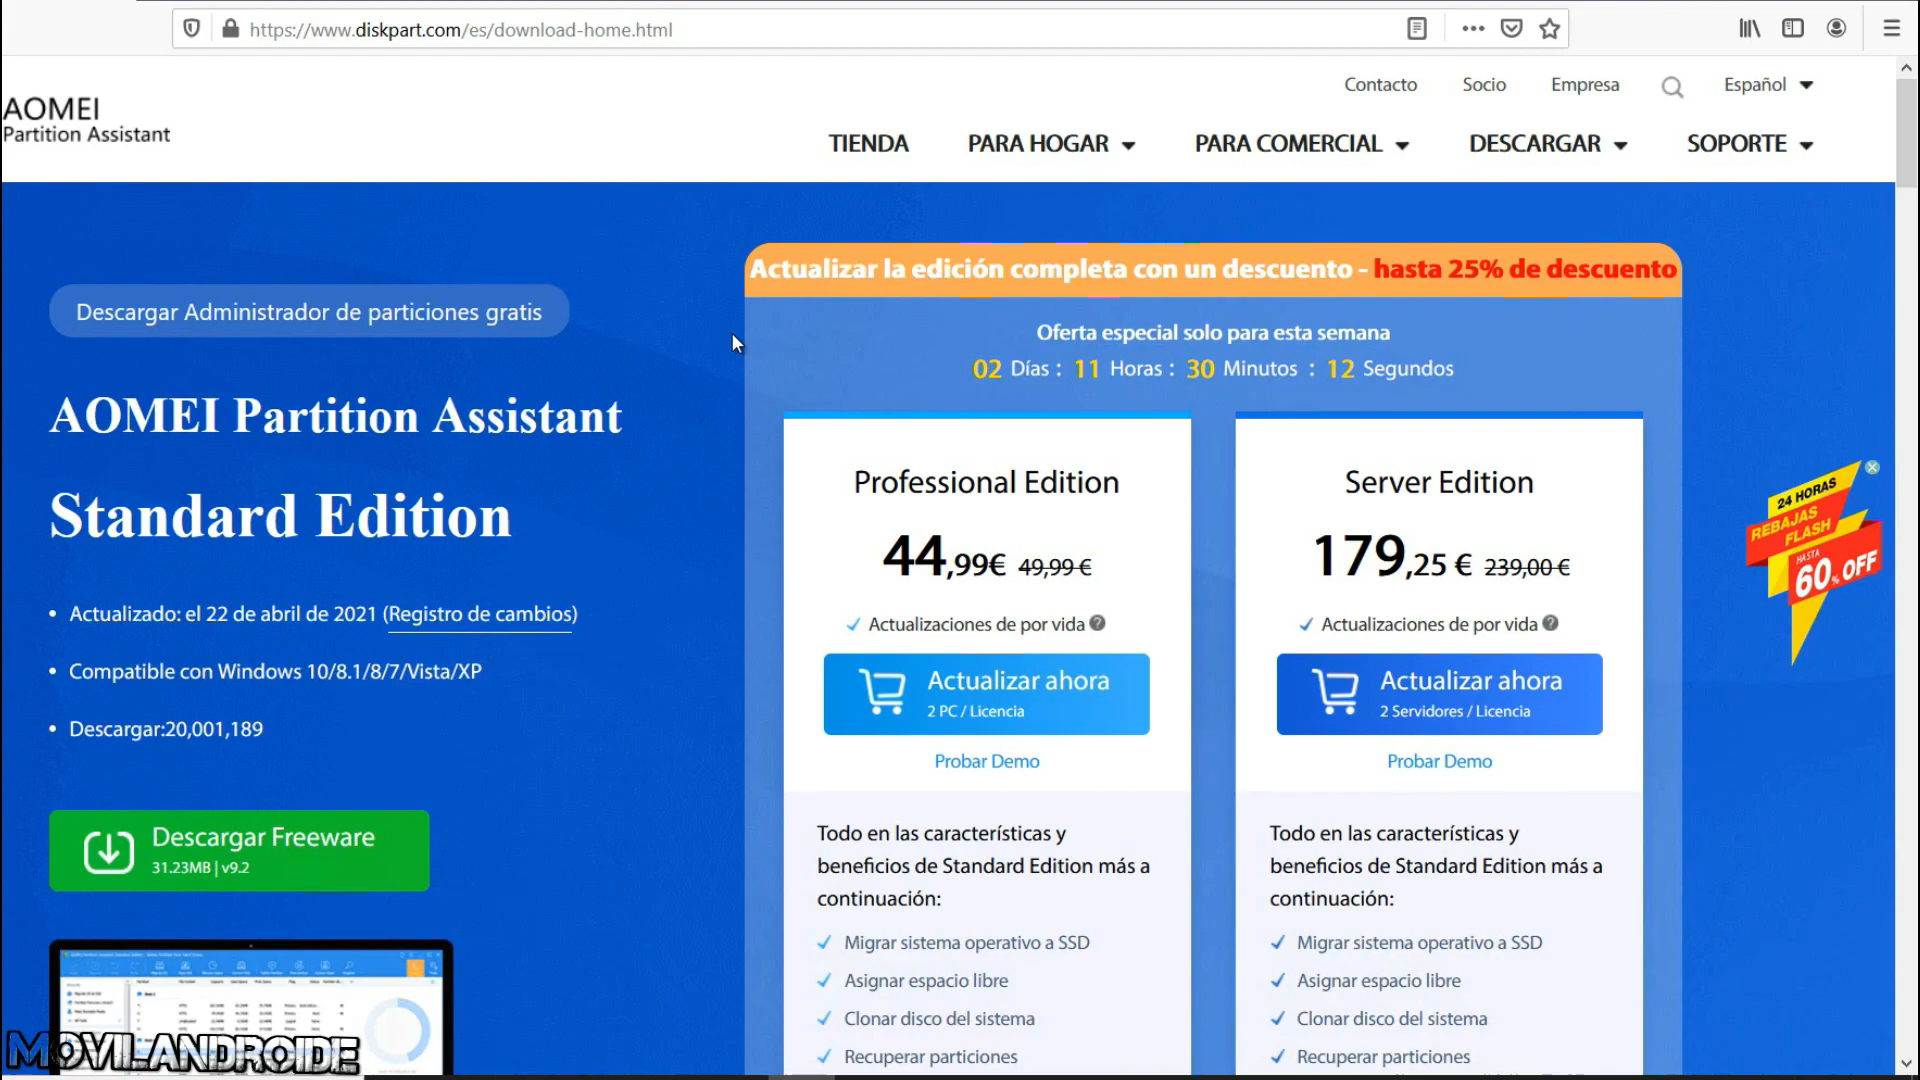 https://www.diskpart.com/es/download-home.html
Contacto Socio Empresa Español
AOMEI
Partition Assistant
TIENDA PARA HOGAR PARA COMERCIAL DESCARGAR SOPORTE
Descargar Administrador de particiones gratis
AOMEI Partition Assistant
Standard Edition
• Actualizado: el 22 de abril de 2021 (Registro de cambios)
• Compatible con Windows 10/8.1/8/7/Vista/XP
• Descargar:20,001,189
Descargar Freeware
31.23MB | v9.2
Actualizar la edición completa con un descuento - hasta 25% de descuento
Oferta especial solo para esta semana
02 Días : 11 Horas : 30 Minutos : 12 Segundos
Professional Edition
44,99€ 49,99 €
Actualizaciones de por vida
Actualizar ahora
2 PC / Licencia
Probar Demo
Todo en las características y
beneficios de Standard Edition más a
continuación:
Migrar sistema operativo a SSD
Asignar espacio libre
Clonar disco del sistema
Recuperar particiones
Server Edition
179,25 € 239,00 €
Actualizaciones de por vida
Actualizar ahora
2 Servidores / Licencia
Probar Demo
Todo en las características y
beneficios de Standard Edition más a
continuación:
Migrar sistema operativo a SSD
Asignar espacio libre
Clonar disco del sistema
Recuperar particiones
24 HORAS
REBAJAS
FLASH
HASTA
60% OFF
MOVILANDROIDE